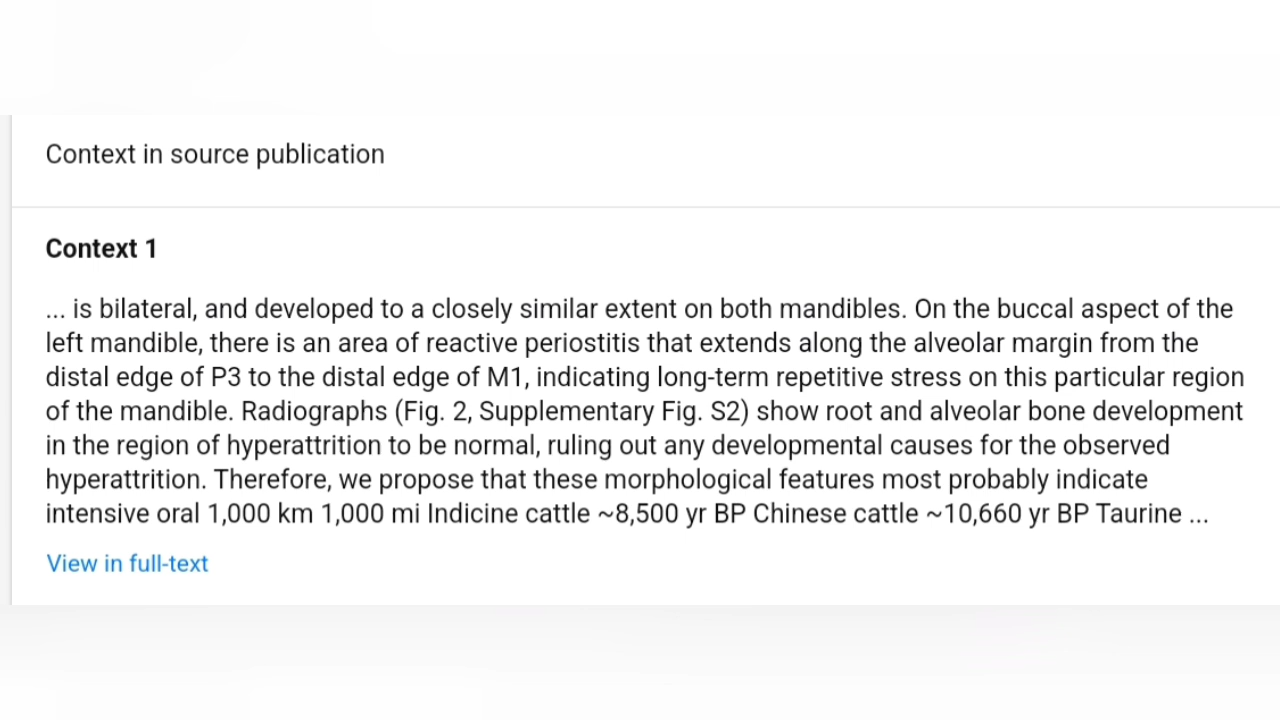 Context in source publication
Context 1
... is bilateral, and developed to a closely similar extent on both mandibles. On the buccal aspect of the
left mandible, there is an area of reactive periostitis that extends along the alveolar margin from the
distal edge of P3 to the distal edge of M1, indicating long-term repetitive stress on this particular region
of the mandible. Radiographs (Fig. 2, Supplementary Fig. S2) show root and alveolar bone development
in the region of hyperattrition to be normal, ruling out any developmental causes for the observed
hyperattrition. Therefore, we propose that these morphological features most probably indicate
intensive oral 1,000 km 1,000 mi Indicine cattle ~8,500 yr BP Chinese cattle ~10,660 yr BP Taurine ...
View in full-text